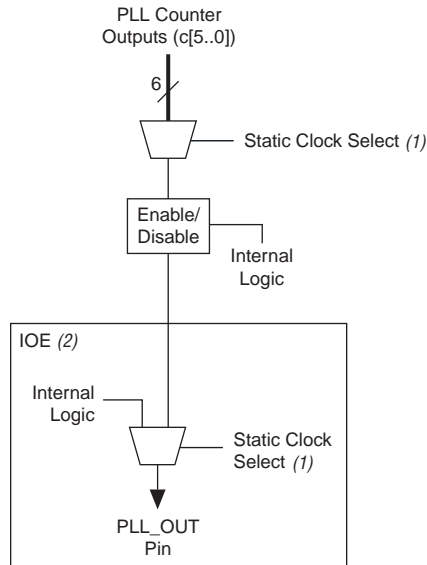 PLL Counter
Outputs (c[5..0])
6
Static Clock Select (1)
Enable/
Disable
Internal
Logic
IOE (2)
Internal
Logic
Static Clock
Select (1)
PLL_OUT
Pin